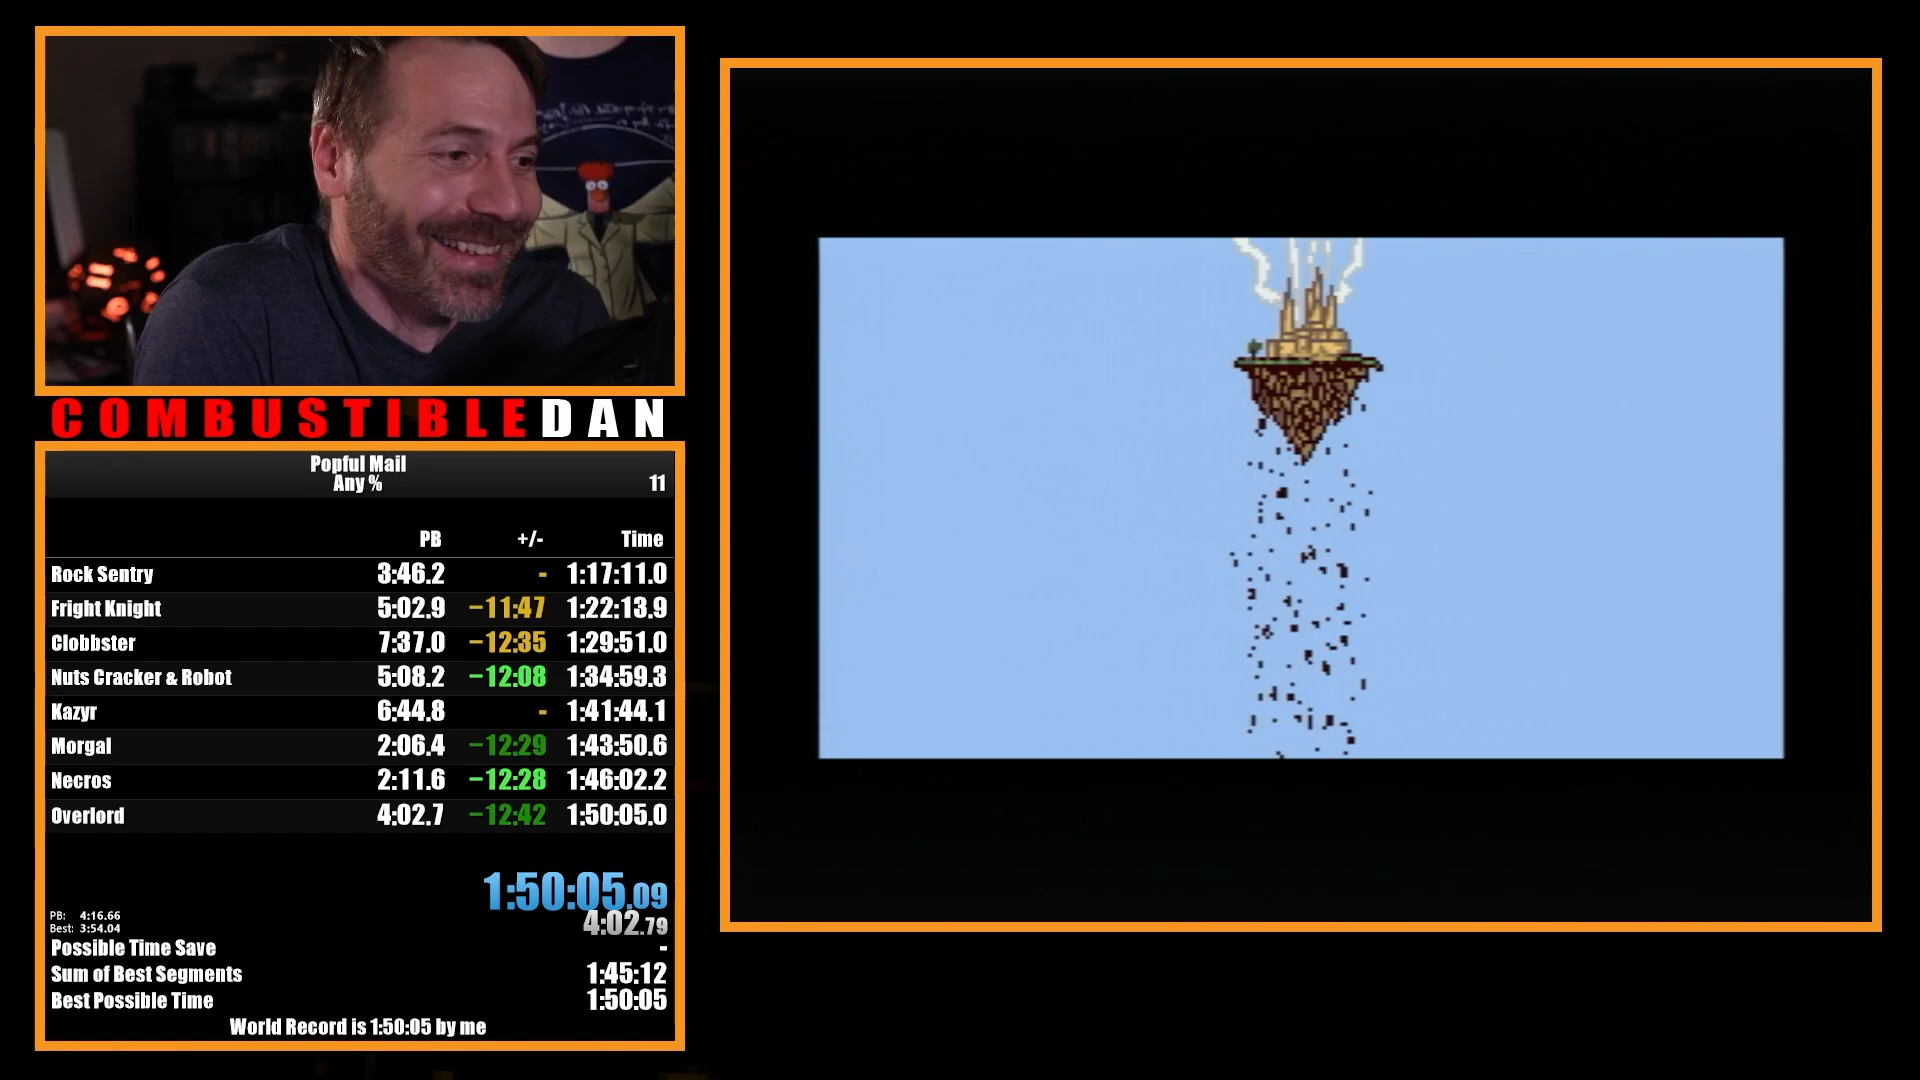 COMBUSTIBLEDAN
Popful Mail
Any % 11
PB +/- Time
Rock Sentry 3:46.2 - 1:17:11.0
Fright Knight 5:02.9 −11:47 1:22:13.9
Clobbster 7:37.0 −12:35 1:29:51.0
Nuts Cracker & Robot 5:08.2 −12:08 1:34:59.3
Kazyr 6:44.8 - 1:41:44.1
Morgal 2:06.4 −12:29 1:43:50.6
Necros 2:11.6 −12:28 1:46:02.2
Overlord 4:02.7 −12:42 1:50:05.0
1:50:05.09
PB: 4:16.66
Best: 3:54.04
4:02.79
Possible Time Save -
Sum of Best Segments 1:45:12
Best Possible Time 1:50:05
World Record is 1:50:05 by me